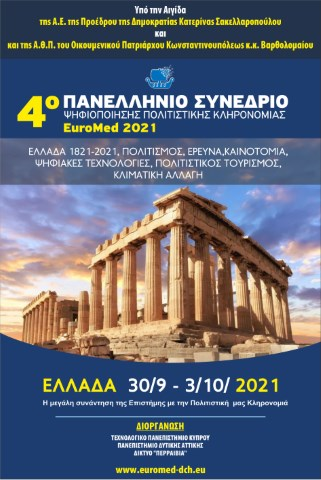 Υπό την Αιγίδα
της Α.Ε. της Προέδρου της Δημοκρατίας Κατερίνας Σακελλαροπούλου
και
και της Α.Θ.Π. του Οικουμενικού Πατριάρχου Κωνσταντινουπόλεως κ.κ. Βαρθολομαίου
4ο ΠΑΝΕΛΛΗΝΙΟ ΣΥΝΕΔΡΙΟ
ΨΗΦΙΟΠΟΙΗΣΗΣ ΠΟΛΙΤΙΣΤΙΚΗΣ ΚΛΗΡΟΝΟΜΙΑΣ
EuroMed 2021
ΕΛΛΑΔΑ 1821-2021, ΠΟΛΙΤΙΣΜΟΣ, ΕΡΕΥΝΑ,ΚΑΙΝΟΤΟΜΙΑ,
ΨΗΦΙΑΚΕΣ ΤΕΧΝΟΛΟΓΙΕΣ, ΠΟΛΙΤΙΣΤΙΚΟΣ ΤΟΥΡΙΣΜΟΣ,
ΚΛΙΜΑΤΙΚΗ ΑΛΛΑΓΗ
ΕΛΛΑΔΑ 30/9 - 3/10/ 2021
Η μεγάλη συνάντηση της Επιστήμης με την Πολιτιστική μας Κληρονομιά
ΔΙΟΡΓΑΝΩΣΗ
ΤΕΧΝΟΛΟΓΙΚΟ ΠΑΝΕΠΙΣΤΗΜΙΟ ΚΥΠΡΟΥ
ΠΑΝΕΠΙΣΤΗΜΙΟ ΔΥΤΙΚΗΣ ΑΤΤΙΚΗΣ
ΔΙΚΤΥΟ "ΠΕΡΡΑΙΒΙΑ"
www.euromed-dch.eu